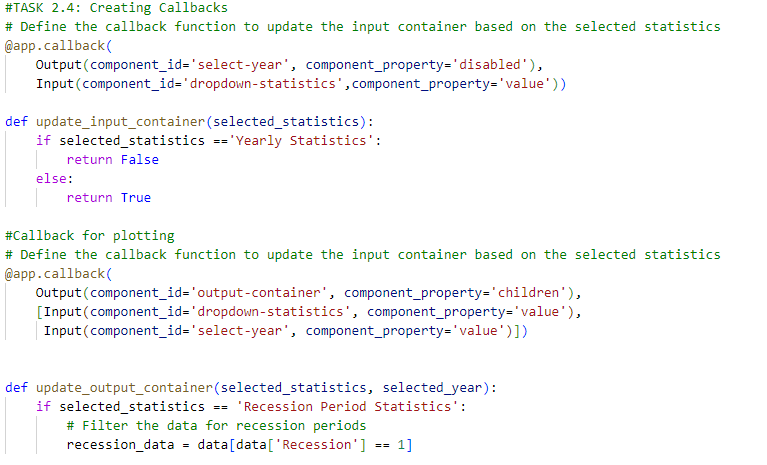 #TASK 2.4: Creating Callbacks
# Define the callback function to update the input container based on the selected statistics
@app.callback(
    Output(component_id='select-year', component_property='disabled'),
    Input(component_id='dropdown-statistics',component_property='value'))

def update_input_container(selected_statistics):
    if selected_statistics =='Yearly Statistics':
        return False
    else:
        return True

#Callback for plotting
# Define the callback function to update the input container based on the selected statistics
@app.callback(
    Output(component_id='output-container', component_property='children'),
    [Input(component_id='dropdown-statistics', component_property='value'),
     Input(component_id='select-year', component_property='value')])


def update_output_container(selected_statistics, selected_year):
    if selected_statistics == 'Recession Period Statistics':
        # Filter the data for recession periods
        recession_data = data[data['Recession'] == 1]